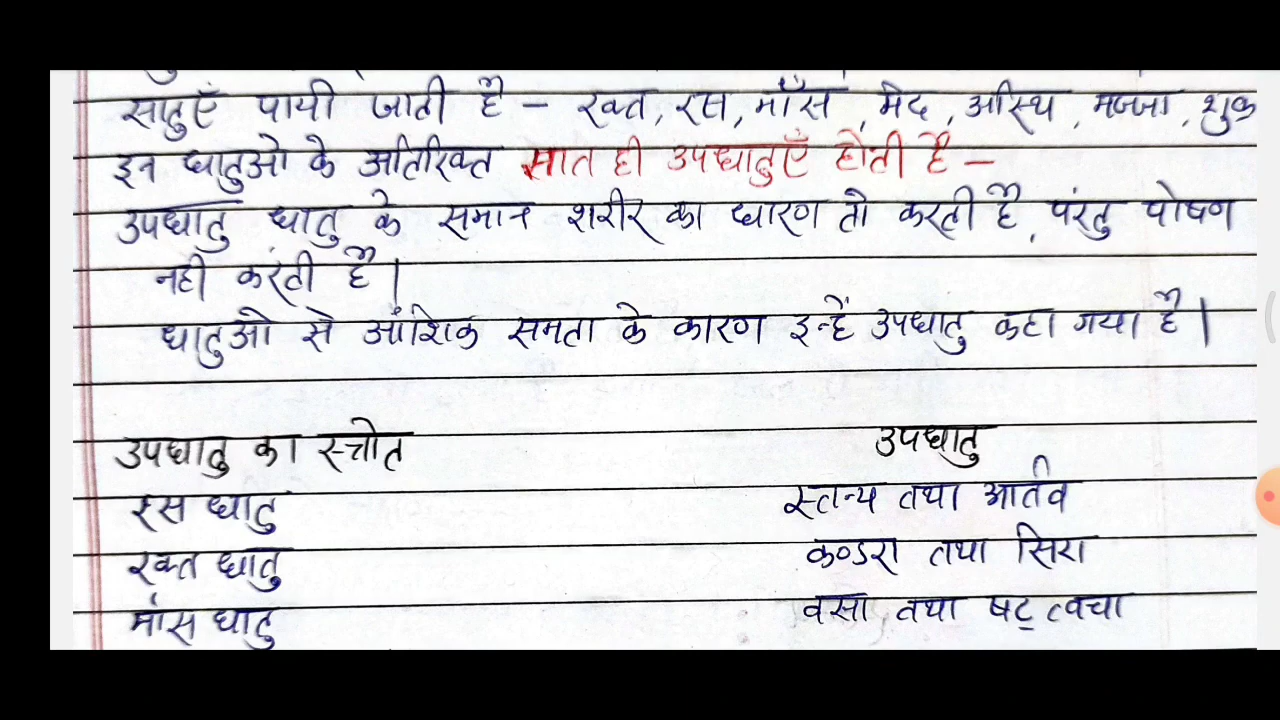 सातुएँ पायी जाती है - रक्त, रस, माँस, मेद, अस्थि, मज्जा, शुक्र
इन धातुओ के अतिरिक्त सात ही उपधातुएँ होती है -
उपधातु धातु के समान शरीर का धारण तो करती है, परंतु पोषण
नही करती है।
धातुओ से आंशिक समता के कारण इन्हें उपधातु कहा गया है।
उपधातु का स्त्रोत उपधातु
रस धातु स्तन्य तथा आर्तव
रक्त धातु कण्डरा तथा सिरा
मांस धातु वसा तथा षट् त्वचा